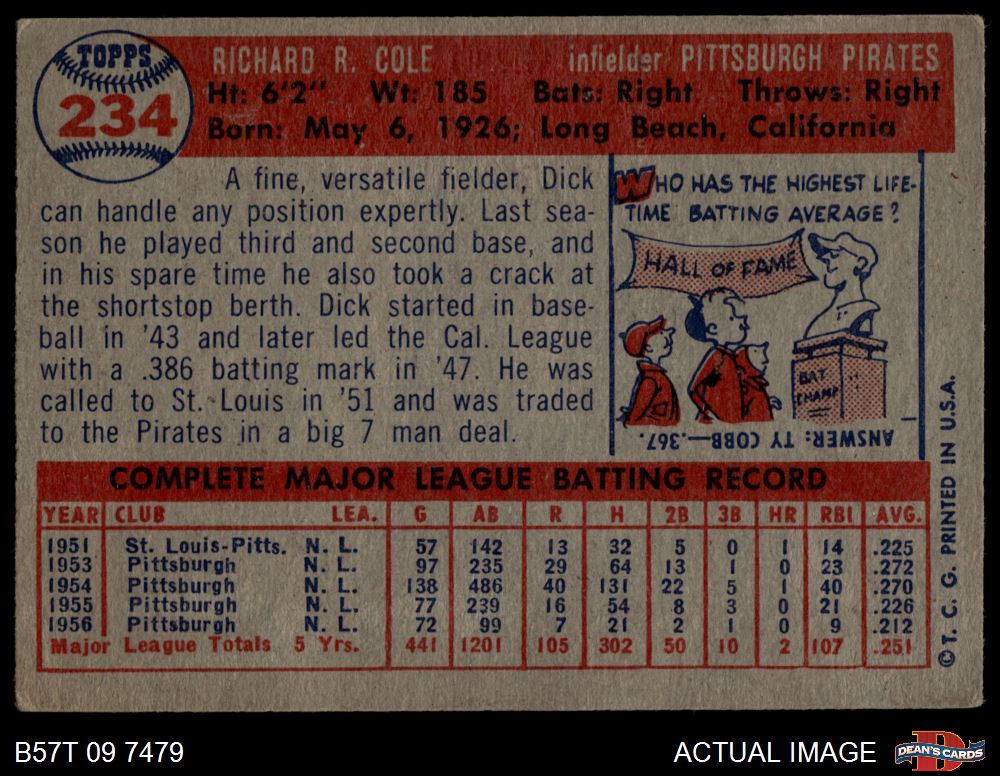 TOPPS
234
RICHARD R. COLE infielder PITTSBURGH PIRATES
Ht: 6'2" Wt: 185 Bats: Right Throws: Right
Born: May 6, 1926; Long Beach, California
A fine, versatile fielder, Dick
can handle any position expertly. Last sea-
son he played third and second base, and
in his spare time he also took a crack at
the shortstop berth. Dick started in base-
ball in '43 and later led the Cal. League
with a .386 batting mark in '47. He was
called to St. Louis in '51 and was traded
to the Pirates in a big 7 man deal.
WHO HAS THE HIGHEST LIFE-
TIME BATTING AVERAGE?
HALL OF FAME
BAT
CHAMP
ANSWER: TY COBB—.367.
COMPLETE MAJOR LEAGUE BATTING RECORD
YEAR CLUB LEA. G AB R H 2B 3B HR RBI AVG.
1951 St. Louis-Pitts. N. L. 57 142 13 32 5 0 1 14 .225
1953 Pittsburgh N. L. 97 235 29 64 13 1 0 23 .272
1954 Pittsburgh N. L. 138 486 40 131 22 5 1 40 .270
1955 Pittsburgh N. L. 77 239 16 54 8 3 0 21 .226
1956 Pittsburgh N. L. 72 99 7 21 2 1 0 9 .212
Major League Totals 5 Yrs. 441 1201 105 302 50 10 2 107 .251
©T. C. G. PRINTED IN U.S.A.
B57T 09 7479
ACTUAL IMAGE
D
DEAN'S CARDS